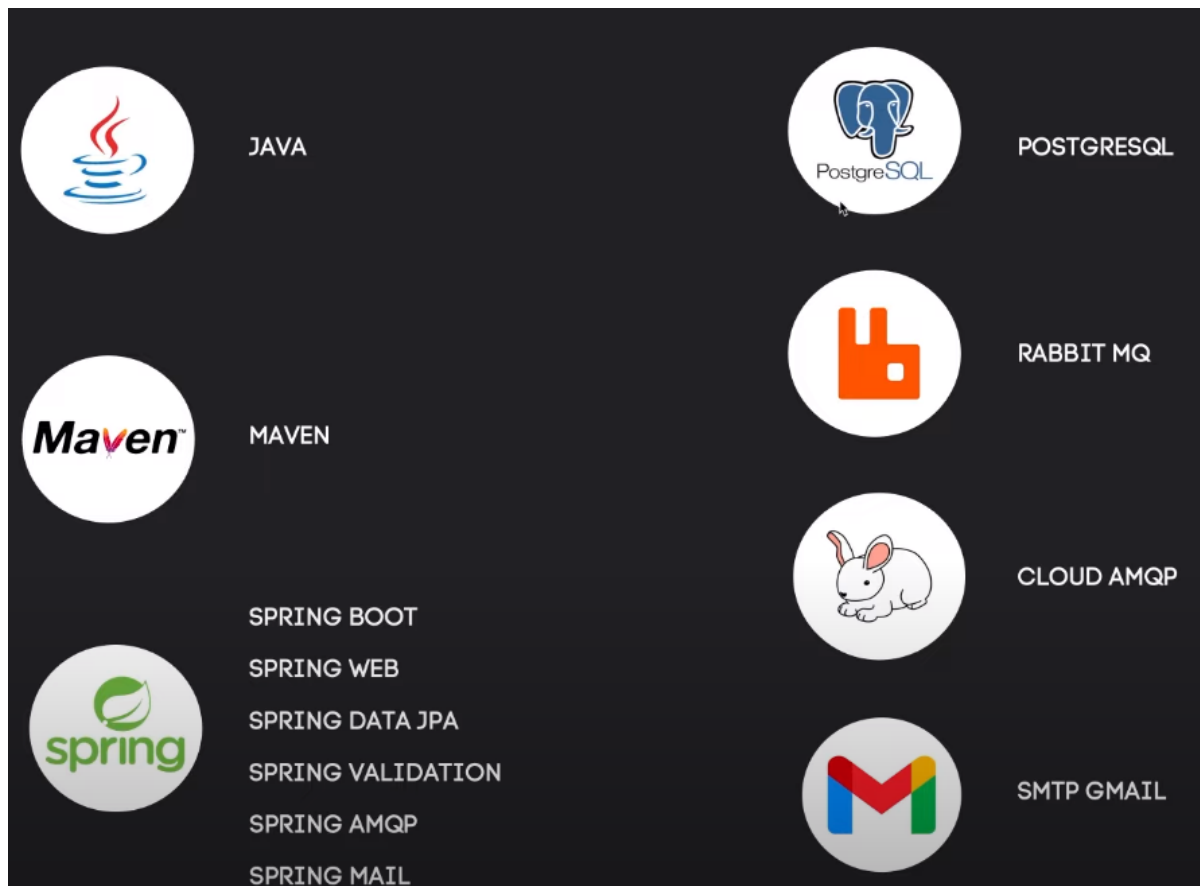 JAVA
Maven™
MAVEN
spring
SPRING BOOT
SPRING WEB
SPRING DATA JPA
SPRING VALIDATION
SPRING AMQP
SPRING MAIL
PostgreSQL
POSTGRESQL
RABBIT MQ
CLOUD AMQP
SMTP GMAIL